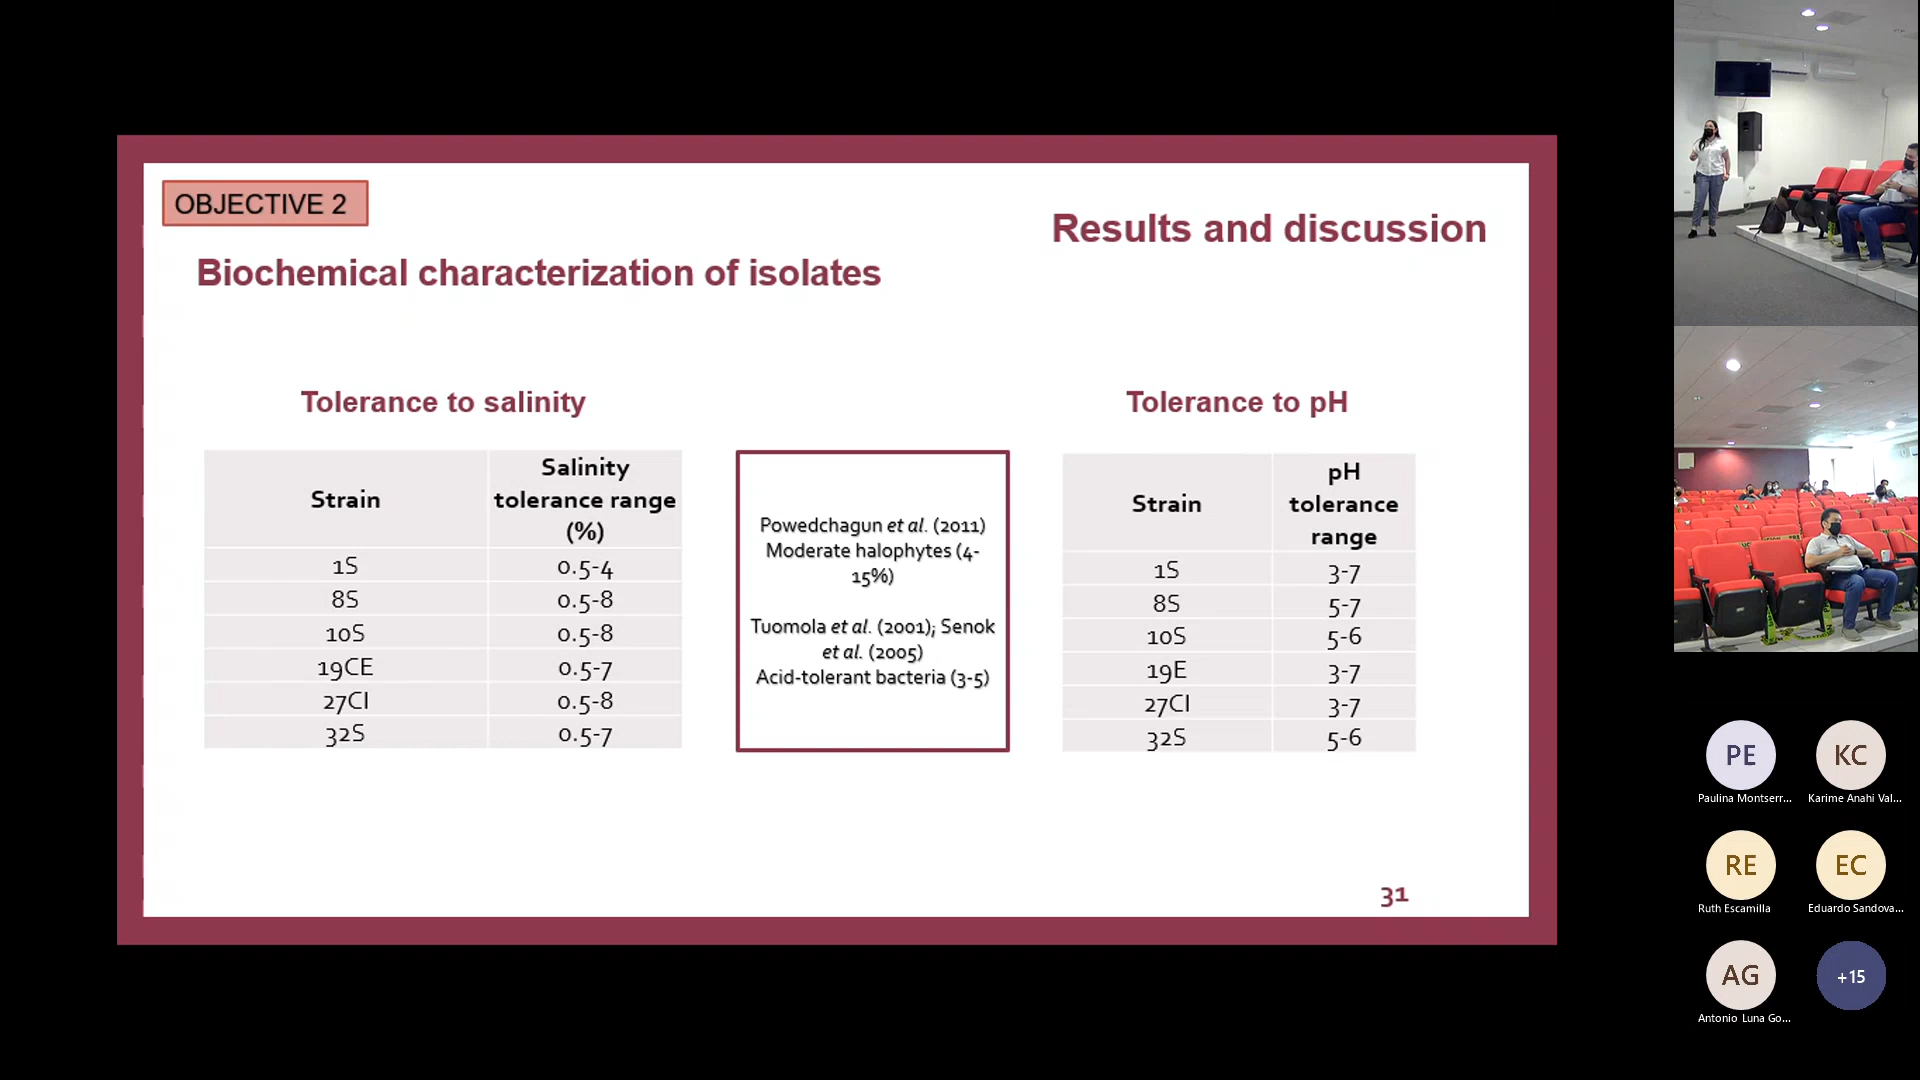 OBJECTIVE 2
Results and discussion
Biochemical characterization of isolates
Tolerance to salinity
Strain
Salinity
tolerance range
(%)
1S 0.5-4
8S 0.5-8
10S 0.5-8
19CE 0.5-7
27CI 0.5-8
32S 0.5-7
Powedchagun et al. (2011)
Moderate halophytes (4-
15%)
Tuomola et al. (2001); Senok
et al. (2005)
Acid-tolerant bacteria (3-5)
Tolerance to pH
Strain
pH
tolerance
range
1S 3-7
8S 5-7
10S 5-6
19E 3-7
27CI 3-7
32S 5-6
31
PE
Paulina Montserr...
KC
Karime Anahi Val...
RE
Ruth Escamilla
EC
Eduardo Sandova...
AG
Antonio Luna Go...
+15